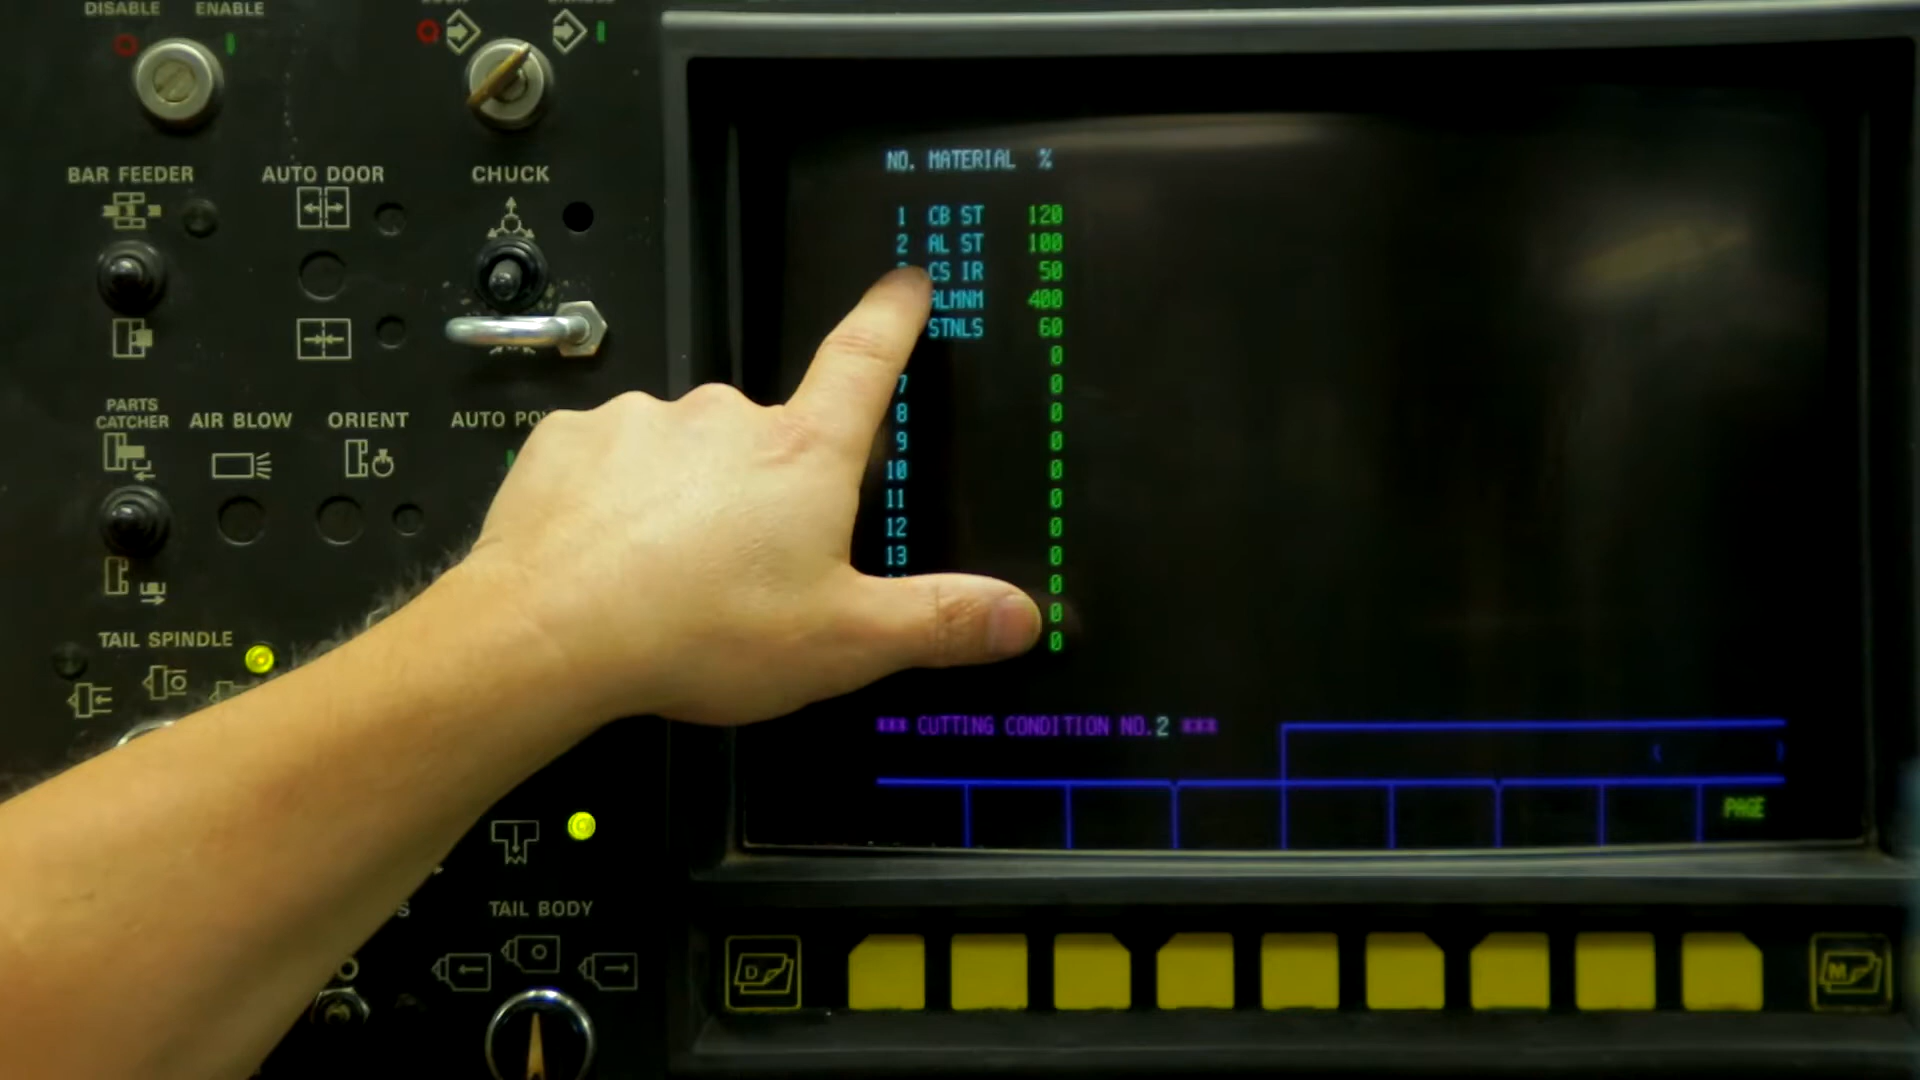 DISABLE ENABLE
BAR FEEDER AUTO DOOR CHUCK
PARTS
CATCHER AIR BLOW ORIENT AUTO
TAIL SPINDLE
TAIL BODY
NO. MATERIAL %
1 CB ST 120
2 AL ST 100
CS IR 50
ALMNM 400
STNLS 60
0
7 0
8 0
9 0
10 0
11 0
12 0
13 0
0
0
0
*** CUTTING CONDITION NO.2 ***
( )
PAGE
D M